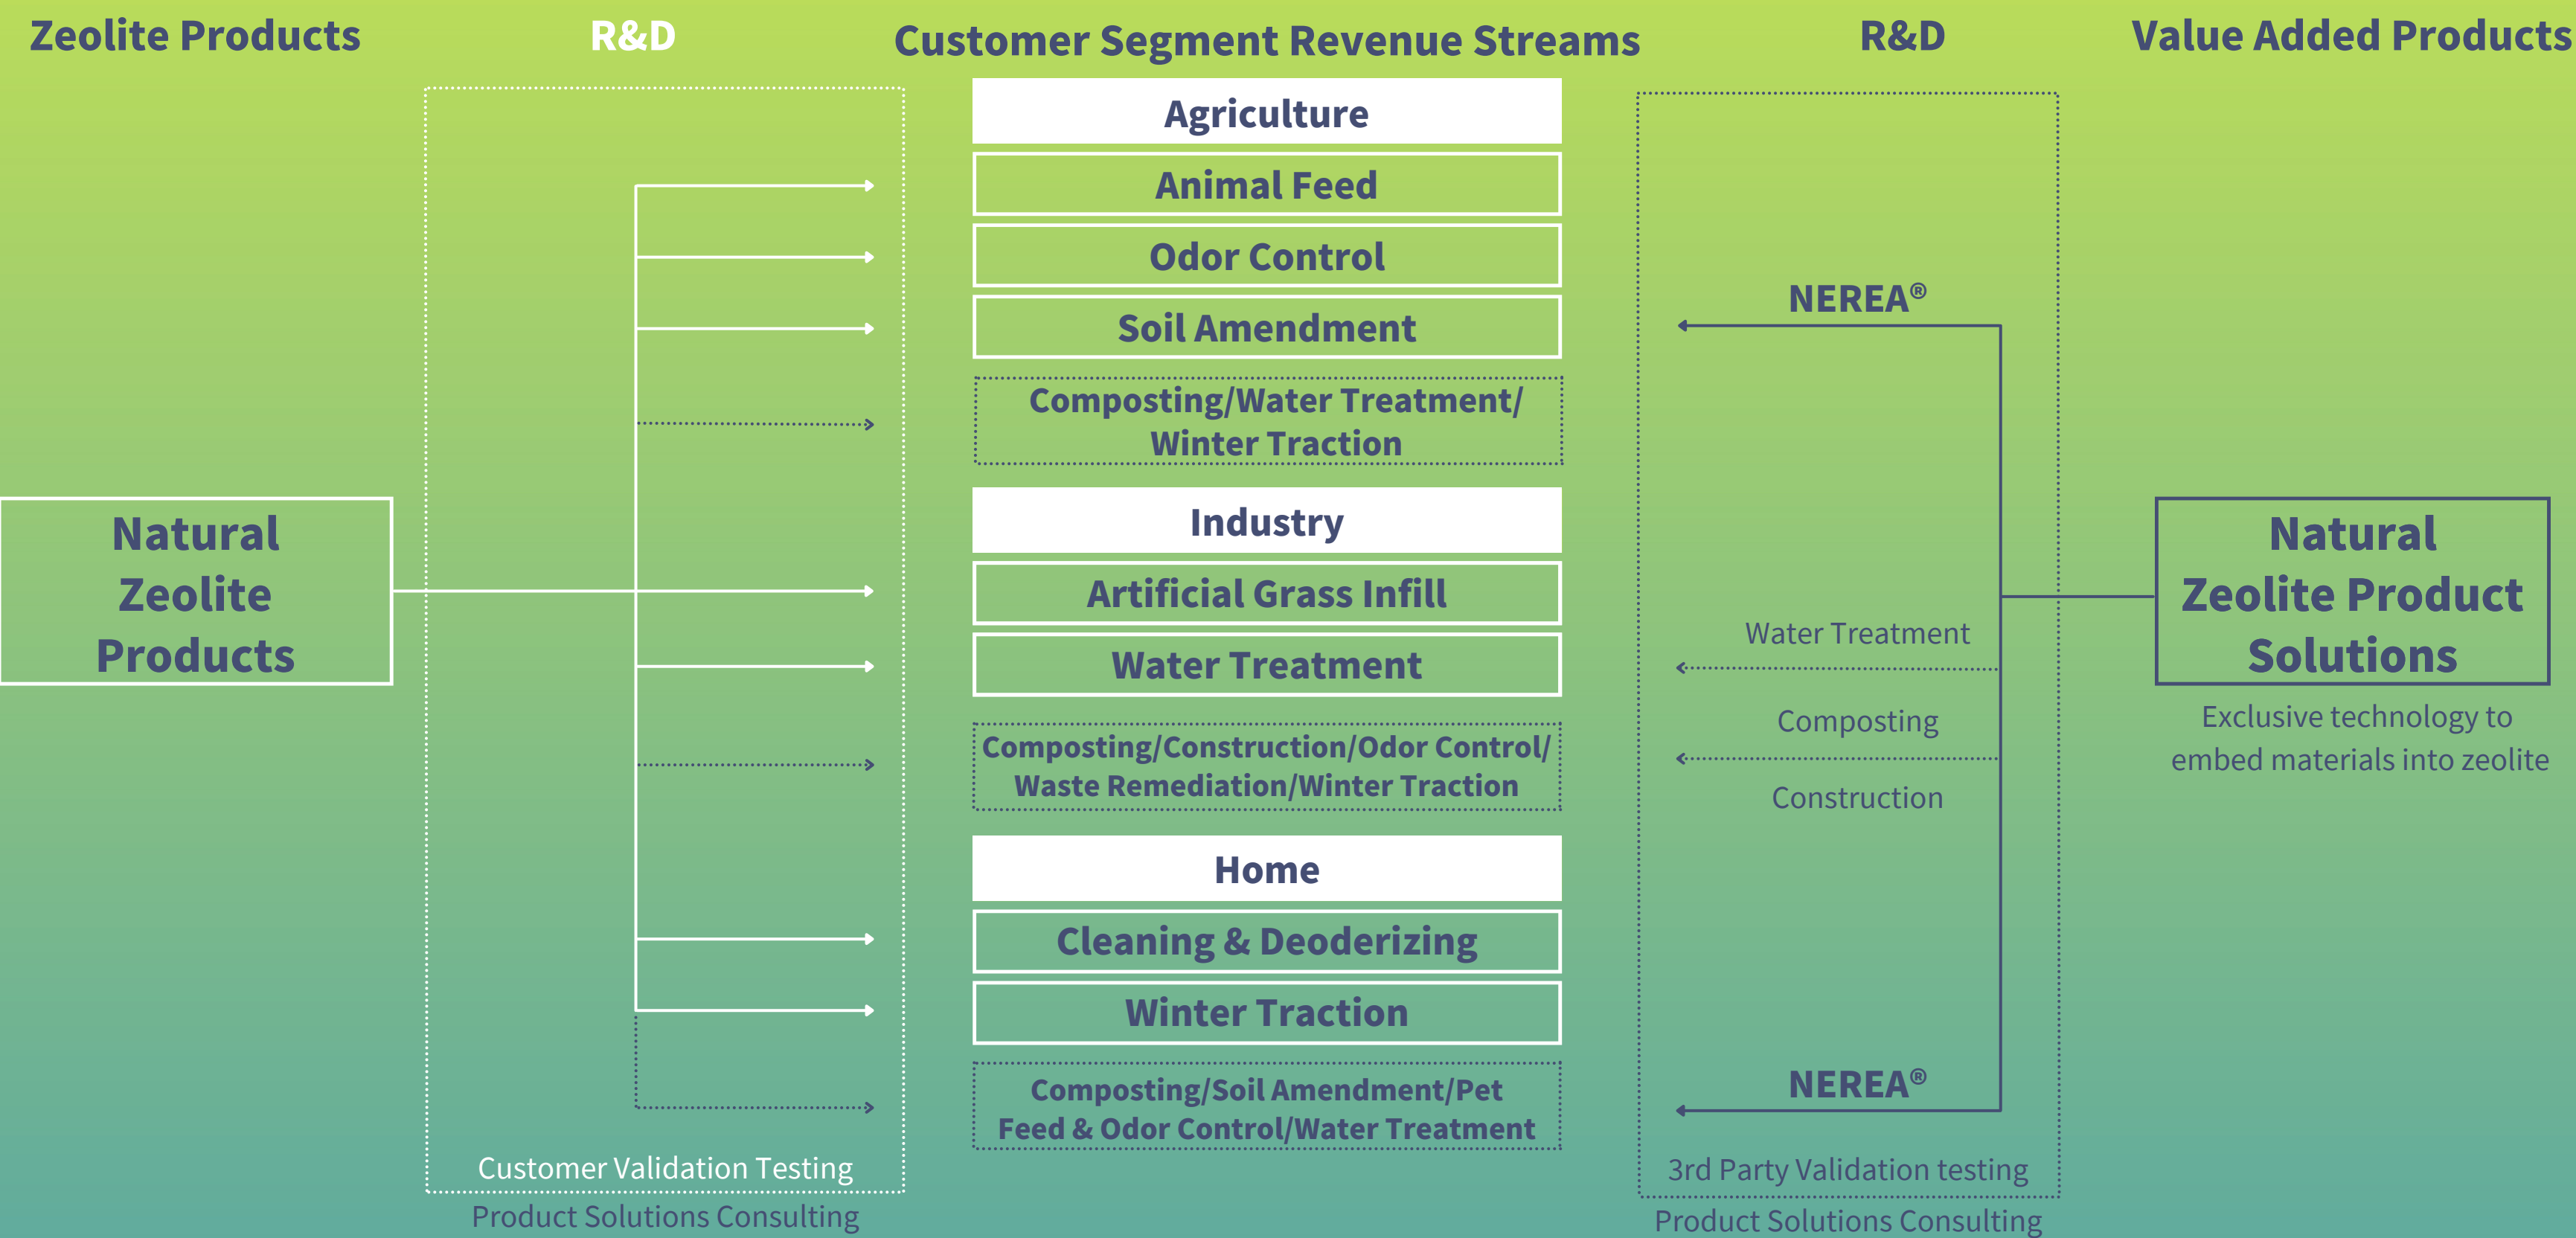 Zeolite Products
R&D
Customer Segment Revenue Streams
R&D
Value Added Products
Natural
Zeolite
Products
Customer Validation Testing
Product Solutions Consulting
Agriculture
Animal Feed
Odor Control
Soil Amendment
Composting/Water Treatment/
Winter Traction
Industry
Artificial Grass Infill
Water Treatment
Composting/Construction/Odor Control/
Waste Remediation/Winter Traction
Home
Cleaning & Deoderizing
Winter Traction
Composting/Soil Amendment/Pet
Feed & Odor Control/Water Treatment
NEREA®
Water Treatment
Composting
Construction
NEREA®
3rd Party Validation testing
Product Solutions Consulting
Natural
Zeolite Product
Solutions
Exclusive technology to
embed materials into zeolite